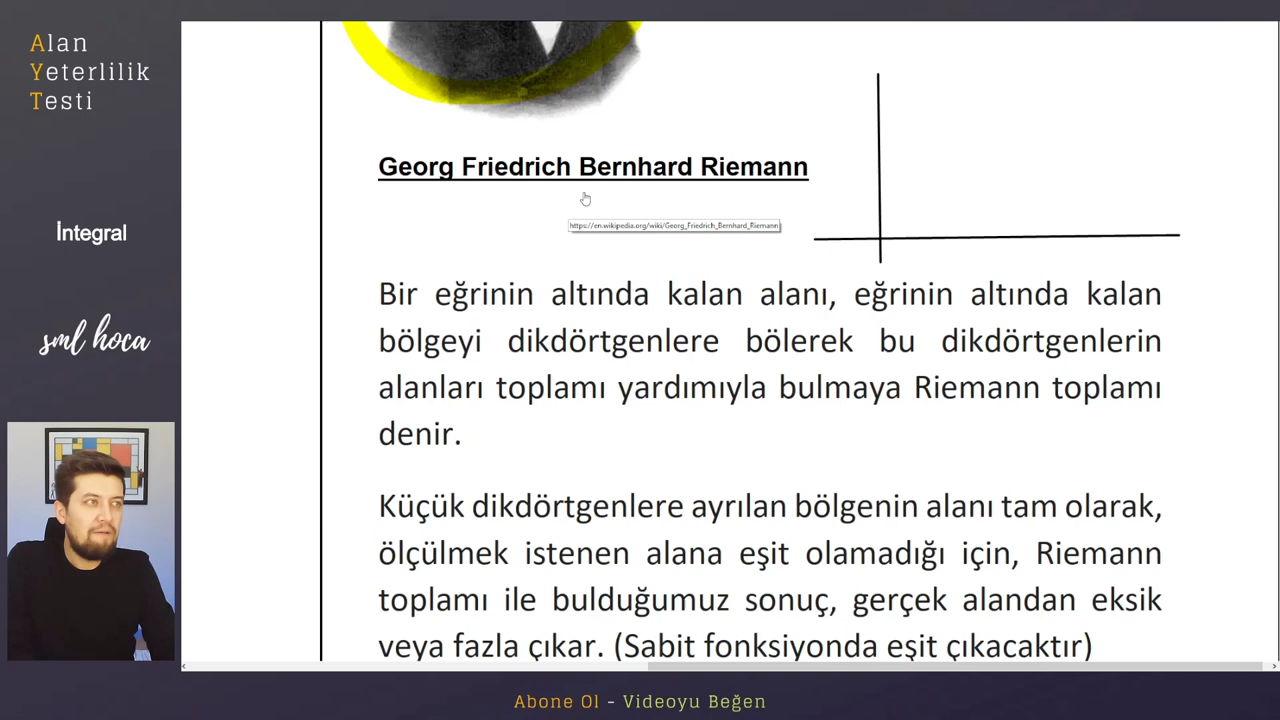 Alan
Yeterlilik
Testi
İntegral
sml hoca
Georg Friedrich Bernhard Riemann
https://en.wikipedia.org/wiki/Georg_Friedrich_Bernhard_Riemann
Bir eğrinin altında kalan alanı, eğrinin altında kalan
bölgeyi dikdörtgenlere bölerek bu dikdörtgenlerin
alanları toplamı yardımıyla bulmaya Riemann toplamı
denir.
Küçük dikdörtgenlere ayrılan bölgenin alanı tam olarak,
ölçülmek istenen alana eşit olamadığı için, Riemann
toplamı ile bulduğumuz sonuç, gerçek alandan eksik
veya fazla çıkar. (Sabit fonksiyonda eşit çıkacaktır)
Abone Ol - Videoyu Beğen